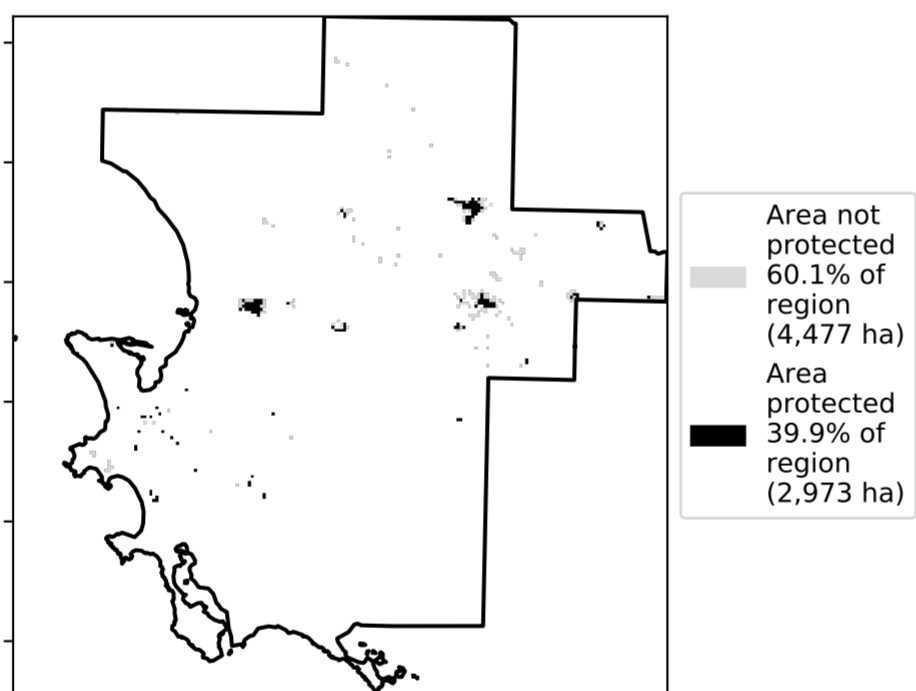 Area not
protected
60.1% of
region
(4,477 ha)
Area
protected
39.9% of
region
(2,973 ha)